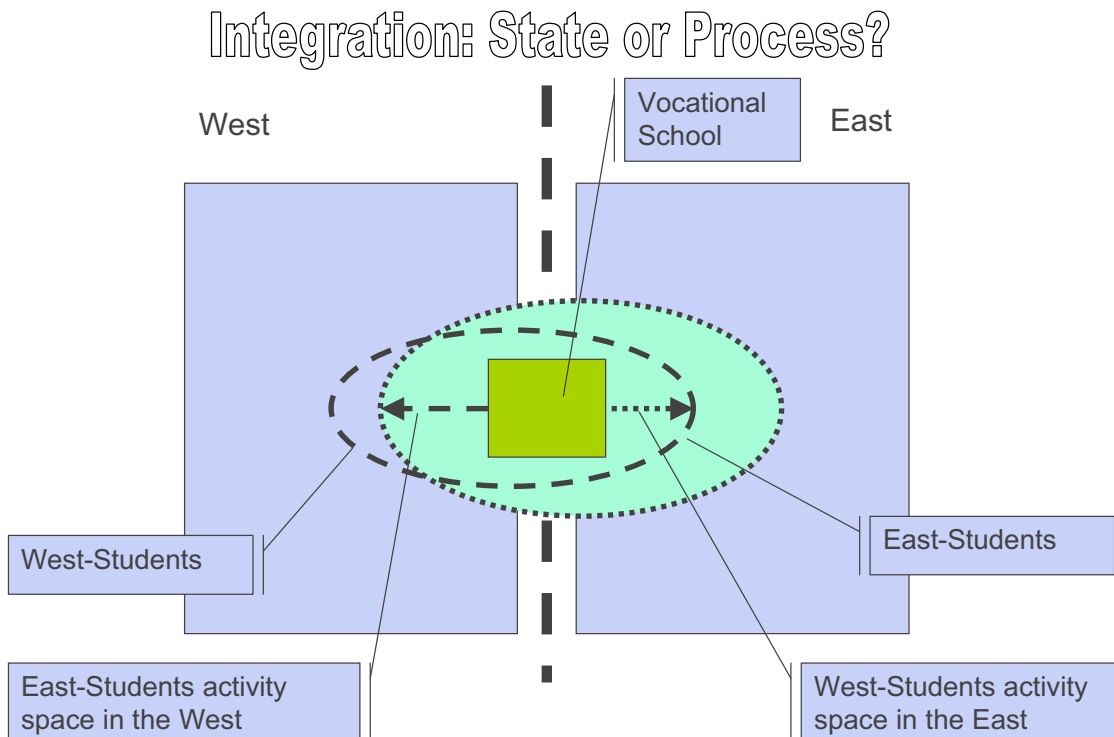 Integration: State or Process?
Vocational
School
West
East
West-Students
East-Students
East-Students activity
space in the West
West-Students activity
space in the East